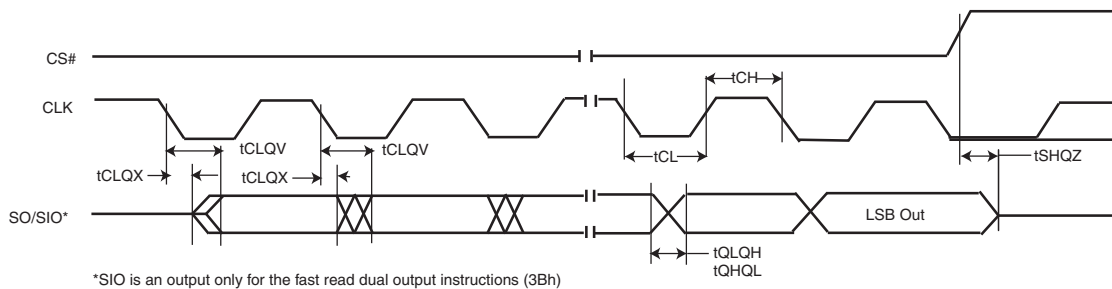 CS#
tCH
CLK
tCLQV
tCLQV
tCL
tSHQZ
tCLQX
tCLQX
SO/SIO*
LSB Out
tQLQH
tQHQL
*SIO is an output only for the fast read dual output instructions (3Bh)